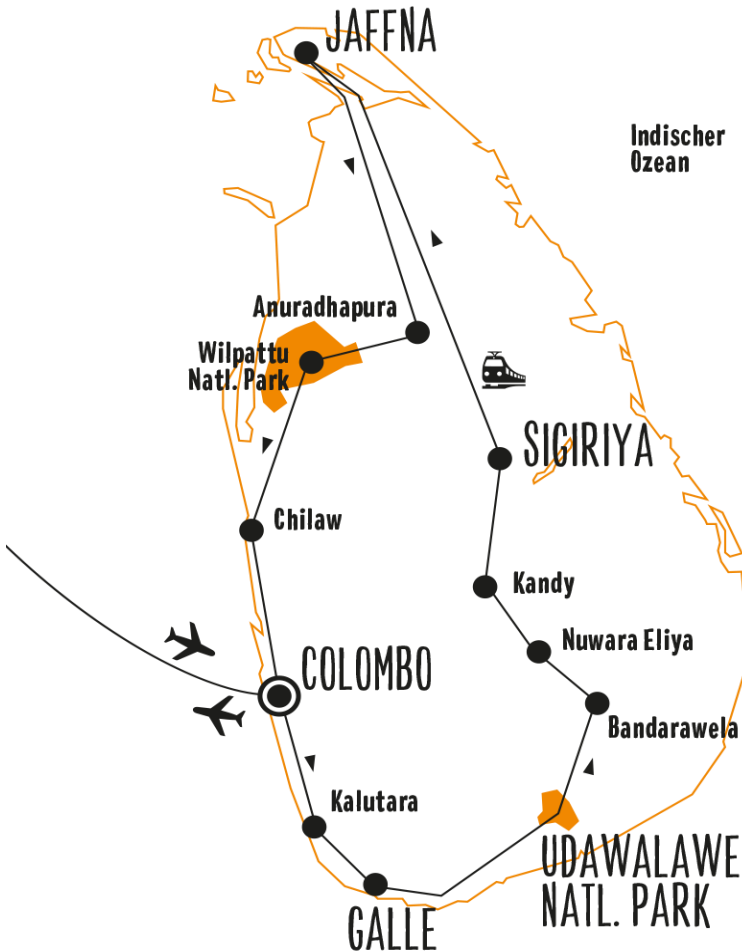 JAFFNA
Indischer
Ozean
Anuradhapura
Wilpattu
Natl. Park
SIGIRIYA
Chilaw
Kandy
Nuwara Eliya
COLOMBO
Bandarawela
Kalutara
UDAWALAWE
NATL. PARK
GALLE